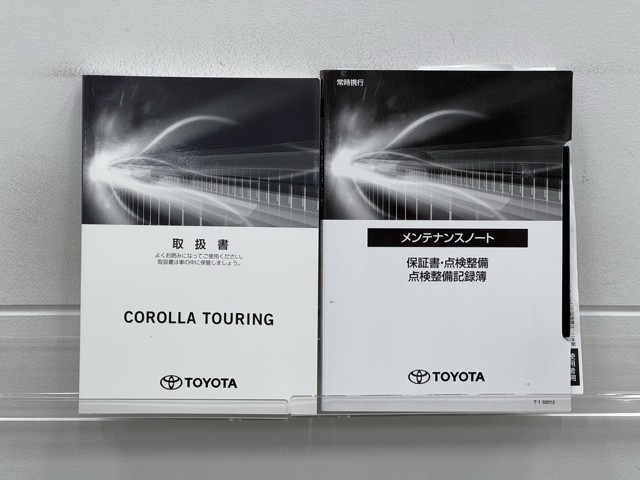 取扱書
よくお読みになってご使用ください。
取扱書は車の中に保管しましょう。
COROLLA TOURING
TOYOTA
常時携行
メンテナンスノート
保証書・点検整備
点検整備記録簿
TOYOTA